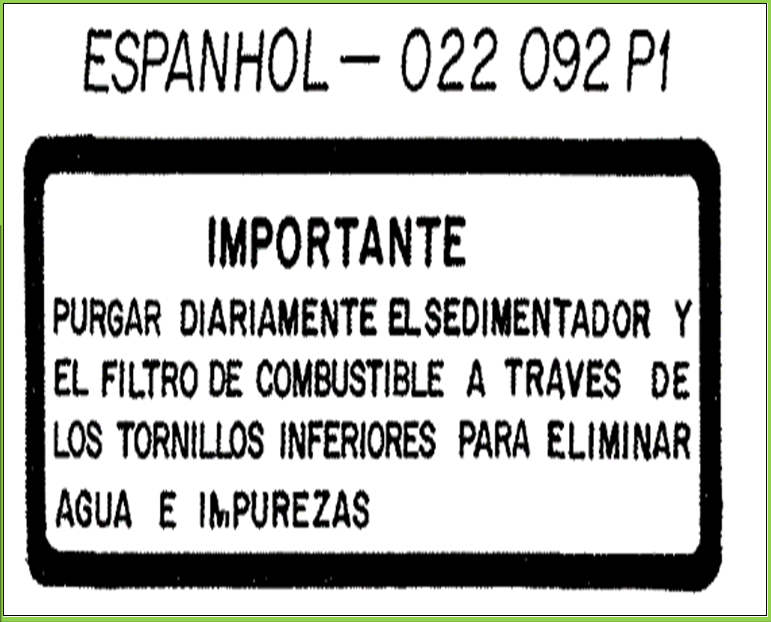 ESPANHOL – 022 092 P1
IMPORTANTE
PURGAR DIARIAMENTE EL SEDIMENTADOR Y
EL FILTRO DE COMBUSTIBLE A TRAVES DE
LOS TORNILLOS INFERIORES PARA ELIMINAR
AGUA E IMPUREZAS